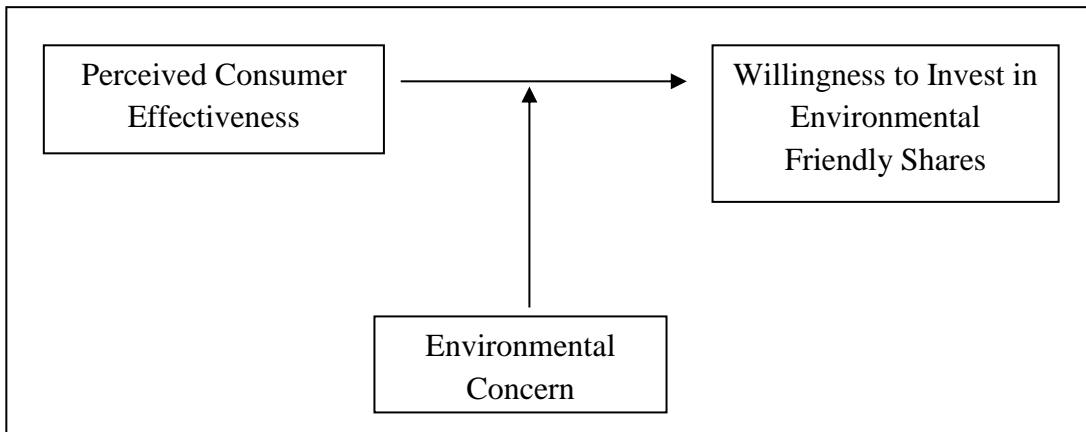 Perceived Consumer
Effectiveness
Willingness to Invest in
Environmental
Friendly Shares
Environmental
Concern